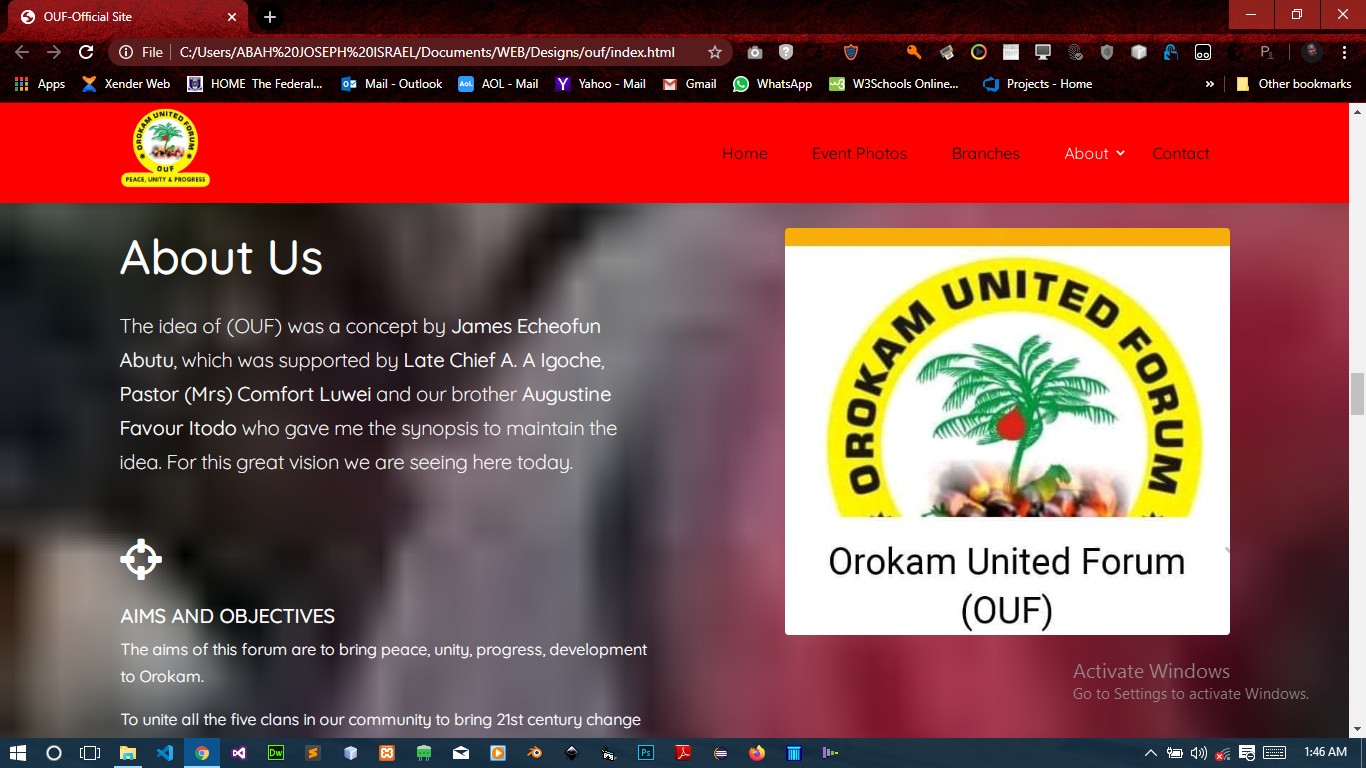 OUF-Official Site
File
C:/Users/ABAH%20JOSEPH%20ISRAEL/Documents/WEB/Designs/ouf/index.html
Apps
Xender Web
HOME The Federal...
Mail - Outlook
Aol.
AOL - Mail
Yahoo - Mail
Gmail
WhatsApp
W3Schools Online...
Projects - Home
»
Other bookmarks
OROKAM UNITED FORUM
OUF
PEACE, UNITY & PROGRESS
Home
Event Photos
Branches
About
Contact
About Us
The idea of (OUF) was a concept by James Echeofun
Abutu, which was supported by Late Chief A. A Igoche,
Pastor (Mrs) Comfort Luwei and our brother Augustine
Favour Itodo who gave me the synopsis to maintain the
idea. For this great vision we are seeing here today.
OROKAM UNITED FORUM
Orokam United Forum
(OUF)
AIMS AND OBJECTIVES
The aims of this forum are to bring peace, unity, progress, development
to Orokam.
To unite all the five clans in our community to bring 21st century change
Activate Windows
Go to Settings to activate Windows.
Dw
Ps
1:46 AM